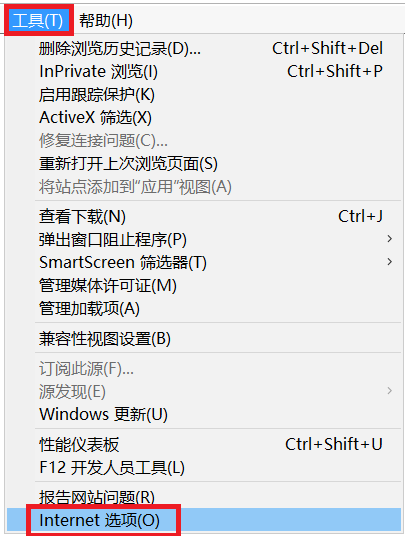 工具(T) 帮助(H)
删除浏览历史记录(D)... Ctrl+Shift+Del
InPrivate 浏览(I) Ctrl+Shift+P
启用跟踪保护(K)
ActiveX 筛选(X)
修复连接问题(C)...
重新打开上次浏览页面(S)
将站点添加到“应用”视图(A)
查看下载(N) Ctrl+J
弹出窗口阻止程序(P)
SmartScreen 筛选器(T)
管理媒体许可证(M)
管理加载项(A)
兼容性视图设置(B)
订阅此源(F)...
源发现(E)
Windows 更新(U)
性能仪表板 Ctrl+Shift+U
F12 开发人员工具(L)
报告网站问题(R)
Internet 选项(O)